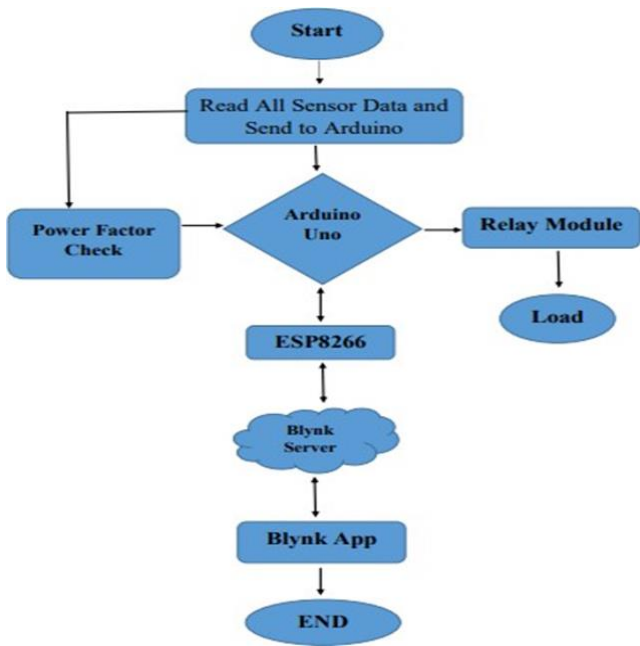 Start
Read All Sensor Data and
Send to Arduino
Power Factor
Check
Arduino
Uno
Relay Module
Load
ESP8266
Blynk
Server
Blynk App
END